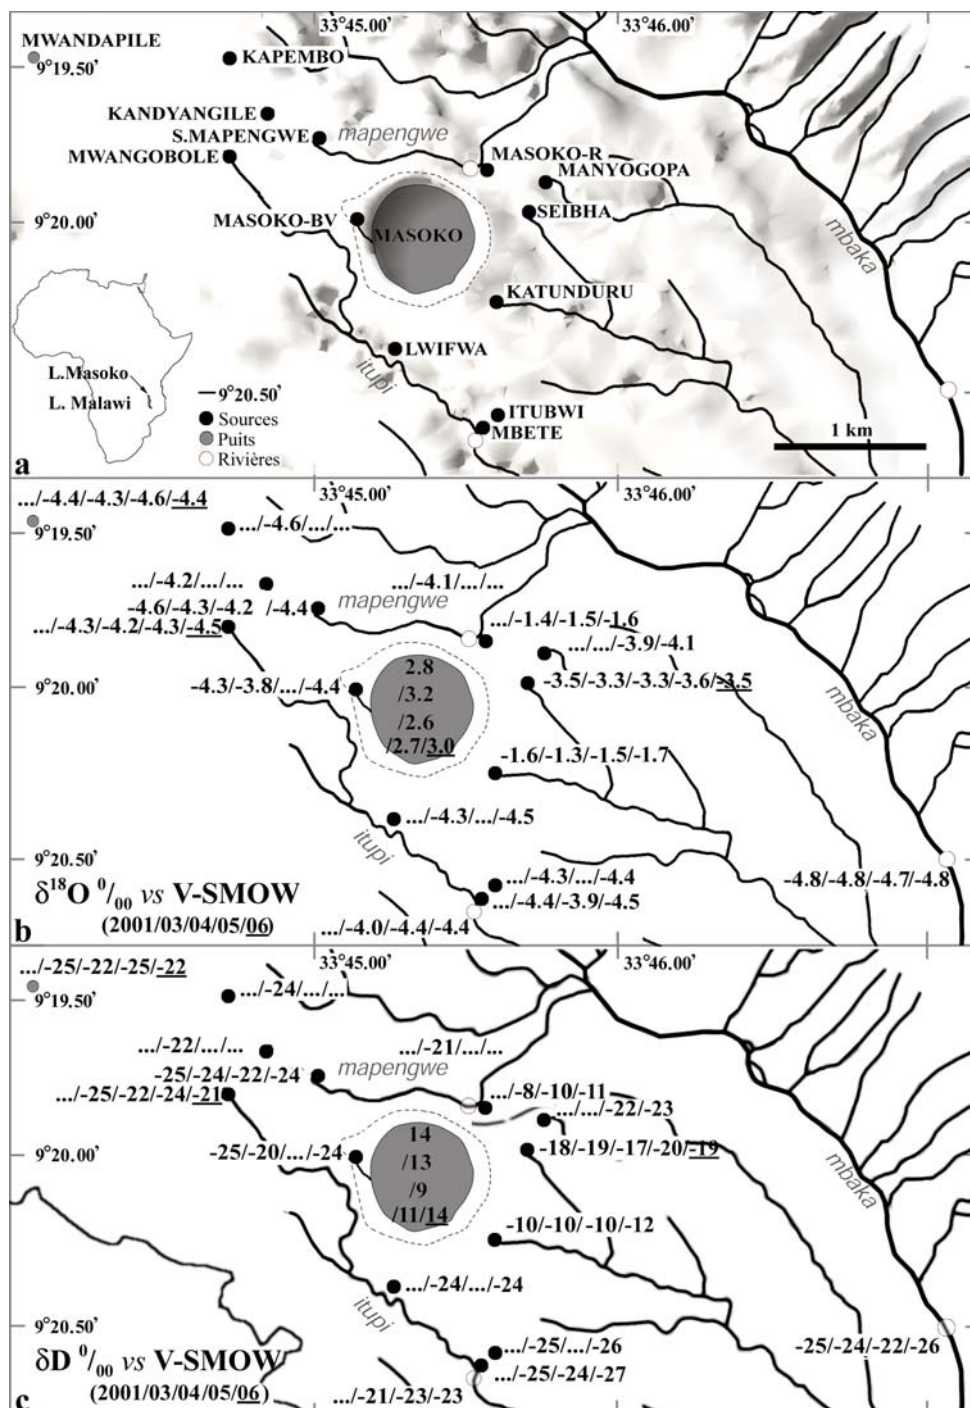 33°45.00' 33°46.00'
MWANDAPILE
9°19.50'
KAPEMBO
KANDYANGILE
S.MAPENGWE
mapengwe
MWANGOBOLE
MASOKO-R
MANYOGOPA
MASOKO-BV
SEIBHA
9°20.00'
MASOKO
mbaka
KATUNDURU
LWIFWA
itupi
L.Masoko
L. Malawi
9°20.50'
Sources
Puits
Rivières
ITUBWI
MBETE
1 km
a
33°45.00' 33°46.00'
.../-4.4/-4.3/-4.6/-4.4
9°19.50'
.../-4.6/.../...
.../-4.2/.../...
.../-4.1/.../...
-4.6/-4.3/-4.2 /-4.4
mapengwe
.../-4.3/-4.2/-4.3/-4.5
.../-1.4/-1.5/-1.6
.../.../-3.9/-4.1
9°20.00'
-4.3/-3.8/.../-4.4
2.8
/3.2
/2.6
/2.7/3.0
-3.5/-3.3/-3.3/-3.6/-3.5
mbaka
-1.6/-1.3/-1.5/-1.7
.../-4.3/.../-4.5
itupi
9°20.50'
.../-4.3/.../-4.4
.../-4.4/-3.9/-4.5
-4.8/-4.8/-4.7/-4.8
δ18O 0/00 vs V-SMOW
(2001/03/04/05/06)
.../-4.0/-4.4/-4.4
b
33°45.00' 33°46.00'
.../-25/-22/-25/-22
9°19.50'
.../-24/.../...
.../-22/.../...
.../-21/.../...
-25/-24/-22/-24
mapengwe
.../-25/-22/-24/-21
.../-8/-10/-11
.../.../-22/-23
9°20.00'
-25/-20/.../-24
14
/13
/9
/11/14
-18/-19/-17/-20/-19
mbaka
-10/-10/-10/-12
.../-24/.../-24
itupi
9°20.50'
.../-25/.../-26
.../-25/-24/-27
-25/-24/-22/-26
δD 0/00 vs V-SMOW
(2001/03/04/05/06)
.../-21/-23/-23
c